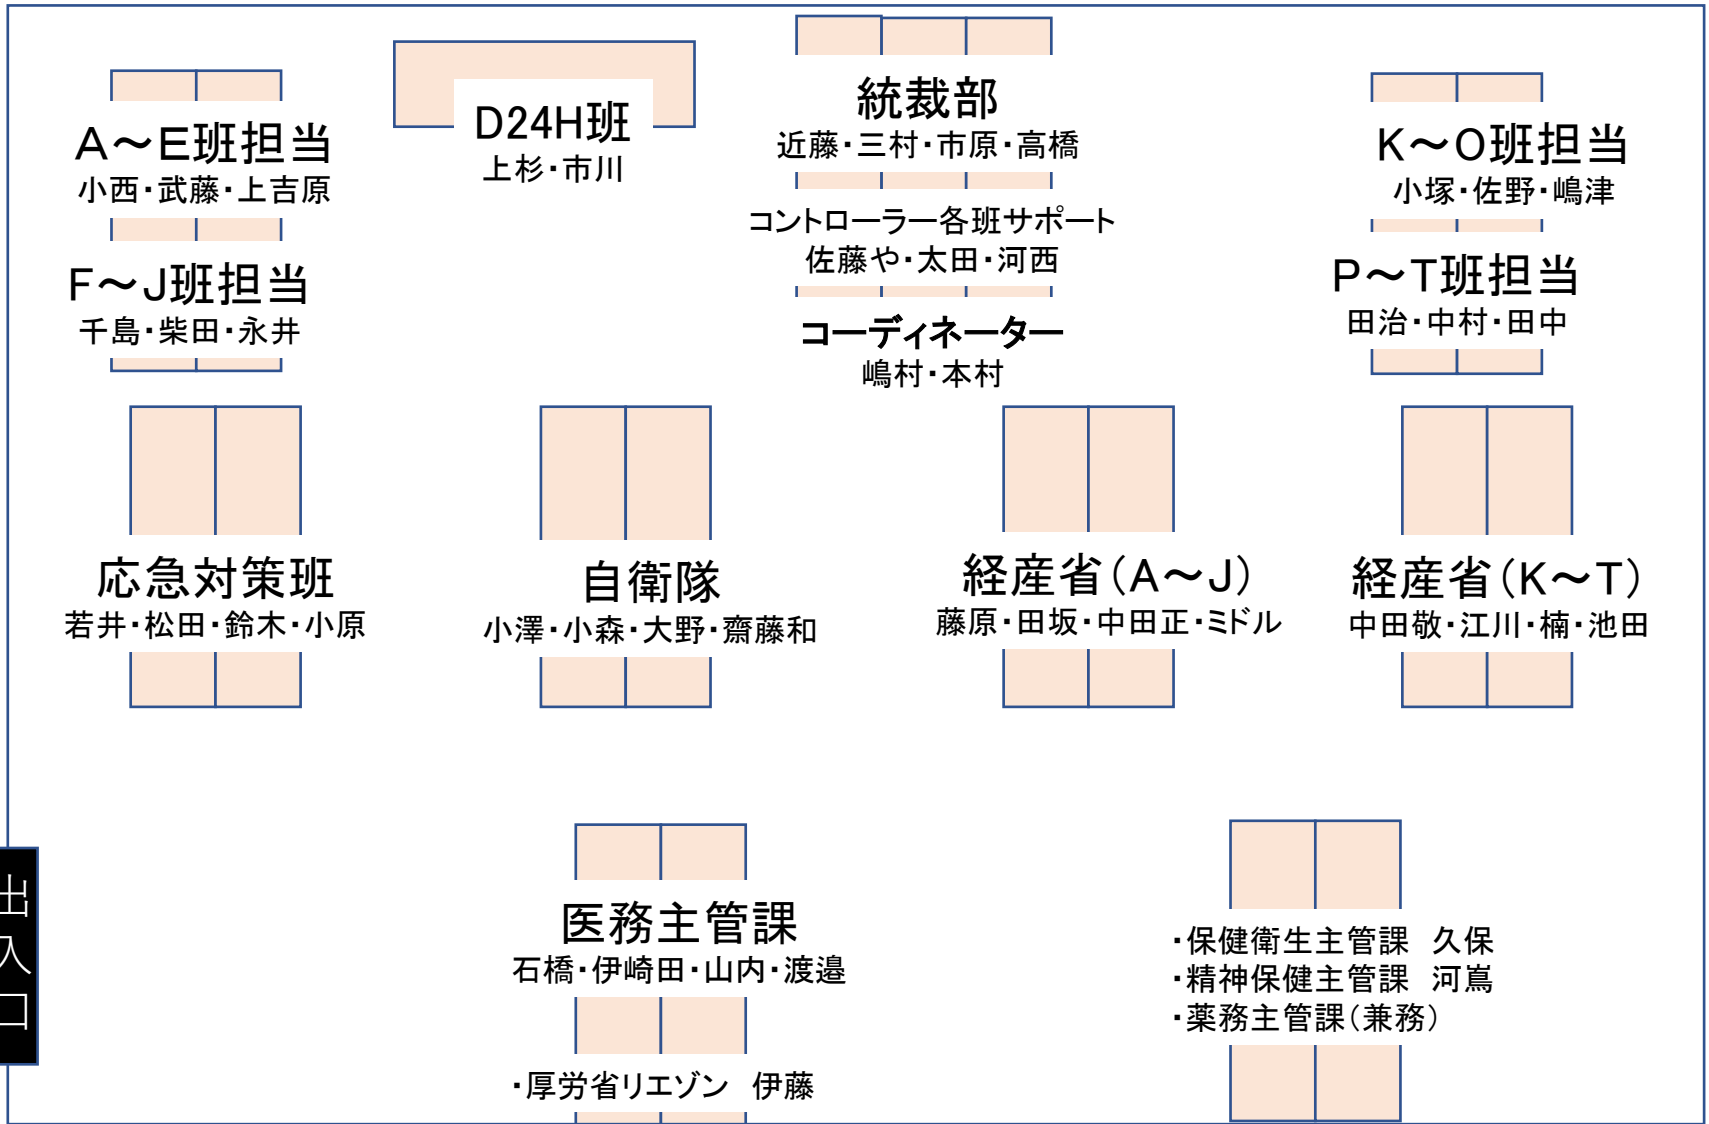 A～E班担当
小西・武藤・上吉原
F～J班担当
千島・柴田・永井
D24H班
上杉・市川
統裁部
近藤・三村・市原・高橋
コントローラー各班サポート
佐藤や・太田・河西
コーディネーター
嶋村・本村
K～O班担当
小塚・佐野・嶋津
P～T班担当
田治・中村・田中
応急対策班
若井・松田・鈴木・小原
自衛隊
小澤・小森・大野・齋藤和
経産省（A～J）
藤原・田坂・中田正・ミドル
経産省（K～T）
中田敬・江川・楠・池田
出入口
医務主管課
石橋・伊崎田・山内・渡邉
・厚労省リエゾン　伊藤
・保健衛生主管課　久保
・精神保健主管課　河嶌
・薬務主管課（兼務）